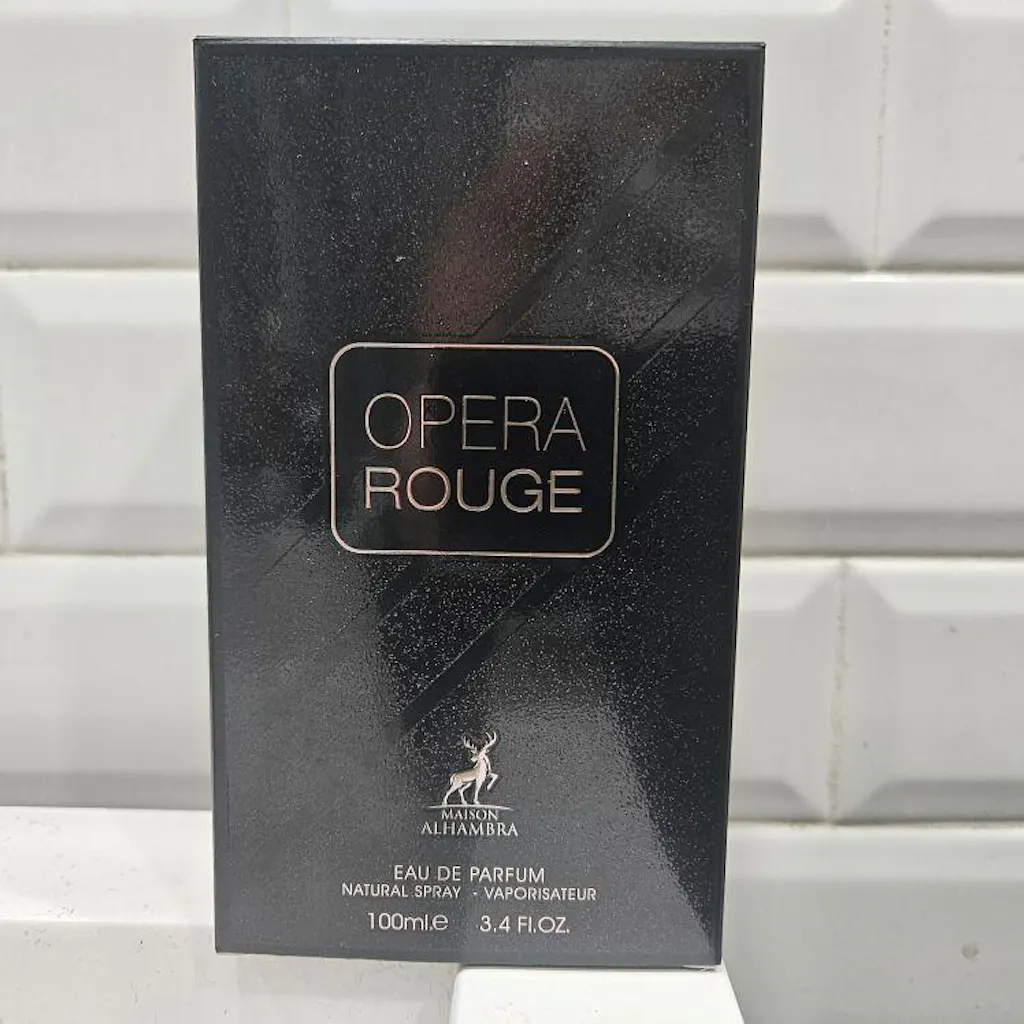 OPERA
ROUGE
MAISON
ALHAMBRA
EAU DE PARFUM
NATURAL SPRAY - VAPORISATEUR
100ml.e 3.4 Fl.OZ.